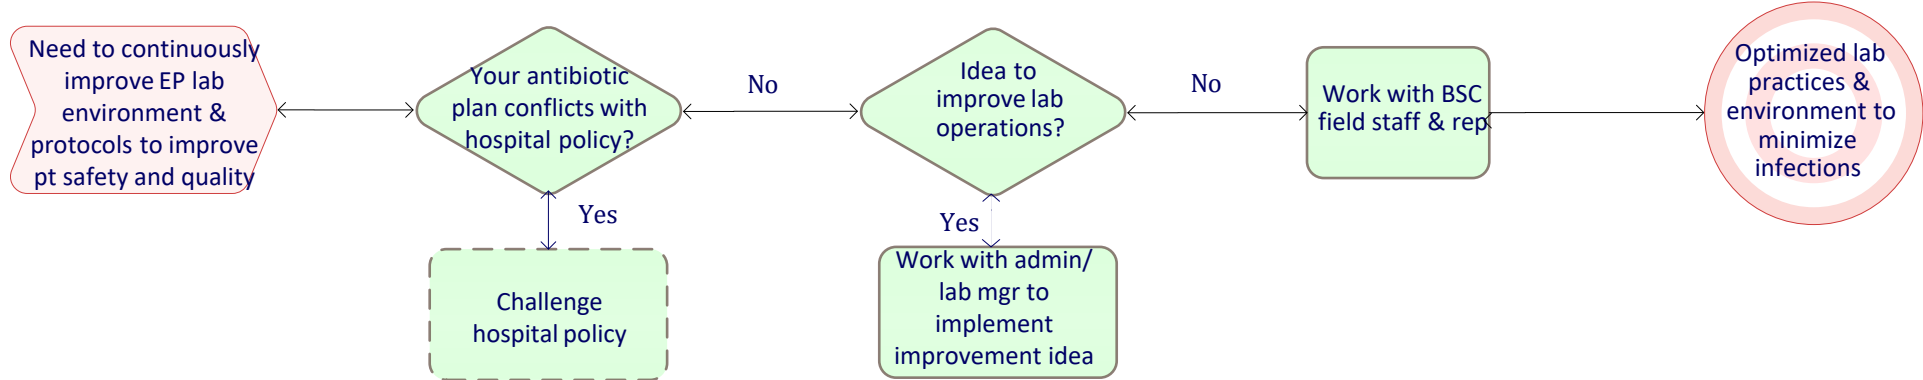 Need to continuously
improve EP lab
environment &
protocols to improve
pt safety and quality
Your antibiotic
plan conflicts with
hospital policy?
No
Yes
Challenge
hospital policy
Idea to
improve lab
operations?
No
Yes
Work with admin/
lab mgr to
implement
improvement idea
Work with BSC
field staff & rep
Optimized lab
practices &
environment to
minimize
infections